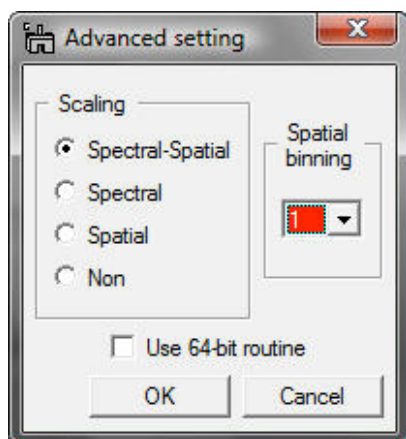 Advanced setting
Scaling
Spectral-Spatial
Spectral
Spatial
Non
Spatial
binning
1
Use 64-bit routine
OK
Cancel